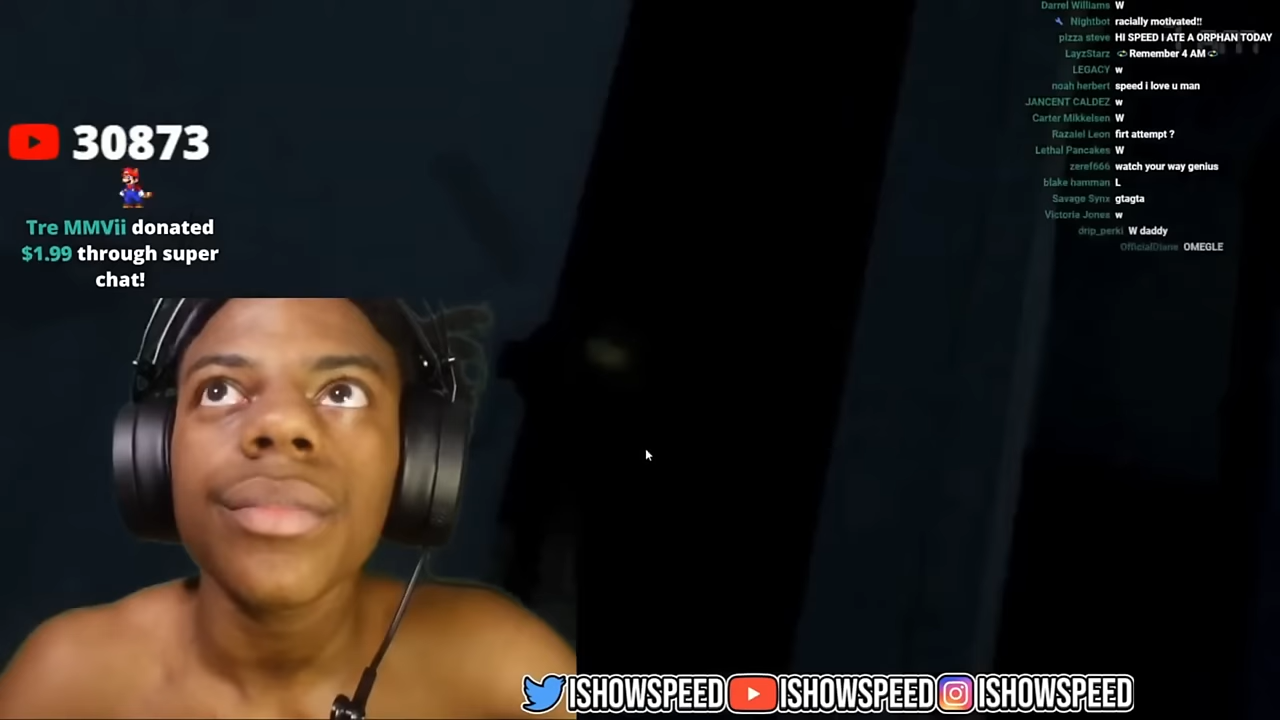 30873
Tre MMVii donated
$1.99 through super
chat!
Darrel Williams W
Nightbot racially motivated!!
pizza steve HI SPEED I ATE A ORPHAN TODAY
LayzStarz Remember 4 AM
LEGACY w
noah herbert speed i love u man
JANCENT CALDEZ w
Carter Mikkelsen W
Razaiel Leon firt attempt ?
Lethal Pancakes W
zeref666 watch your way genius
blake hamman L
Savage Synx gtagta
Victoria Jones w
drip_perki W daddy
OfficialDiane OMEGLE
ISHOWSPEED ISHOWSPEED ISHOWSPEED